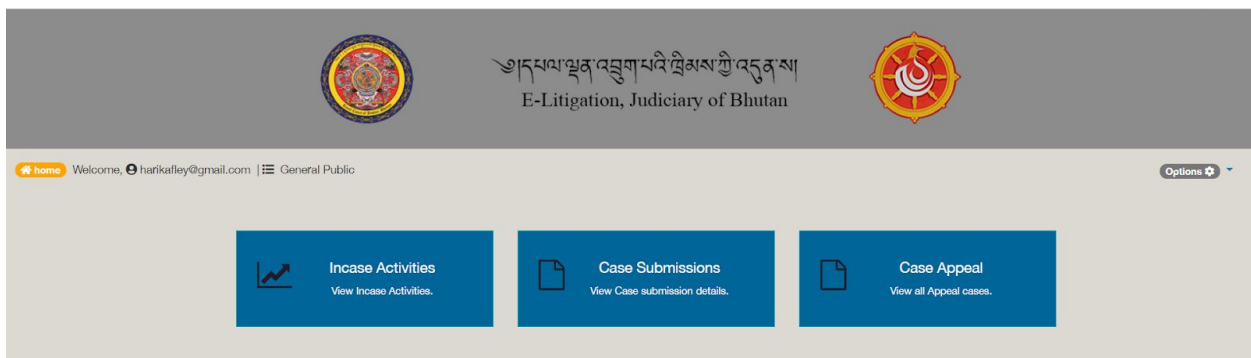 ༄།དཔལ་ལྡན་འབྲུག་པའི་ཁྲིམས་ཀྱི་འདུན་ས།
E-Litigation, Judiciary of Bhutan
home Welcome, harikafley@gmail.com | General Public
Options
Incase Activities
View Incase Activities.
Case Submissions
View Case submission details.
Case Appeal
View all Appeal cases.